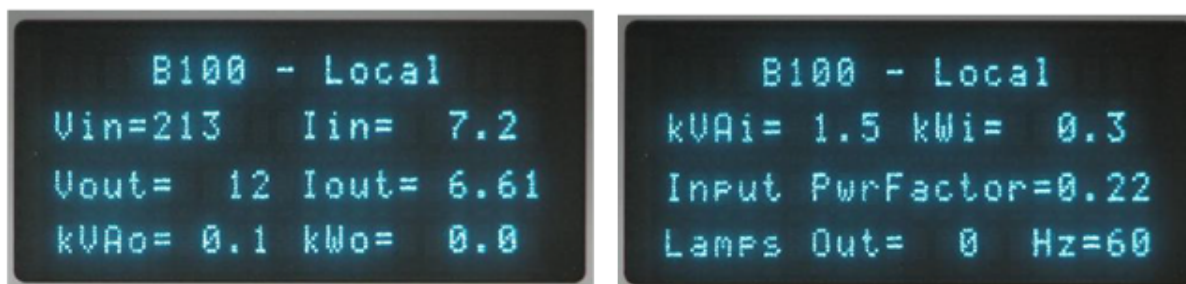 B100 - Local
Vin=213 Iin= 7.2
Vout= 12 Iout= 6.61
kVAo= 0.1 kWo= 0.0
B100 - Local
kVAi= 1.5 kWi= 0.3
Input PwrFactor=0.22
Lamps Out= 0 Hz=60